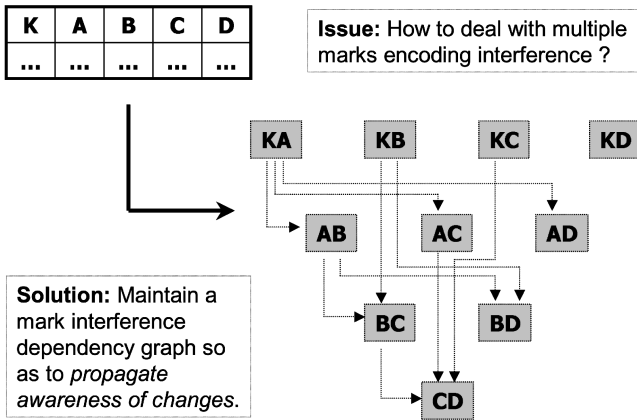 K A B C D
... ... ... ... ...
Issue: How to deal with multiple
marks encoding interference ?
KA KB KC KD
AB AC AD
Solution: Maintain a
mark interference
dependency graph so
as to propagate
awareness of changes.
BC BD
CD